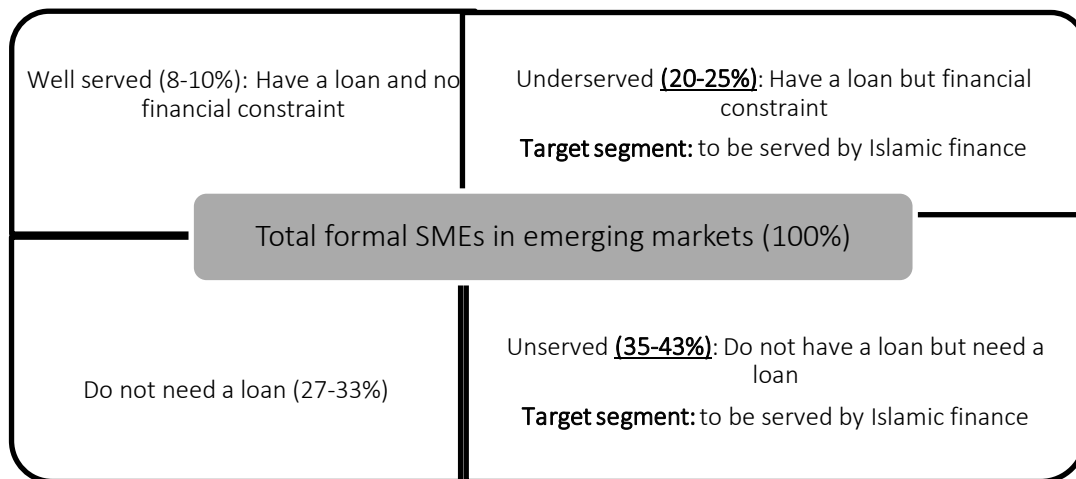 Well served (8-10%): Have a loan and no
financial constraint
Underserved (20-25%): Have a loan but financial
constraint
Target segment: to be served by Islamic finance
Total formal SMEs in emerging markets (100%)
Do not need a loan (27-33%)
Unserved (35-43%): Do not have a loan but need a
loan
Target segment: to be served by Islamic finance